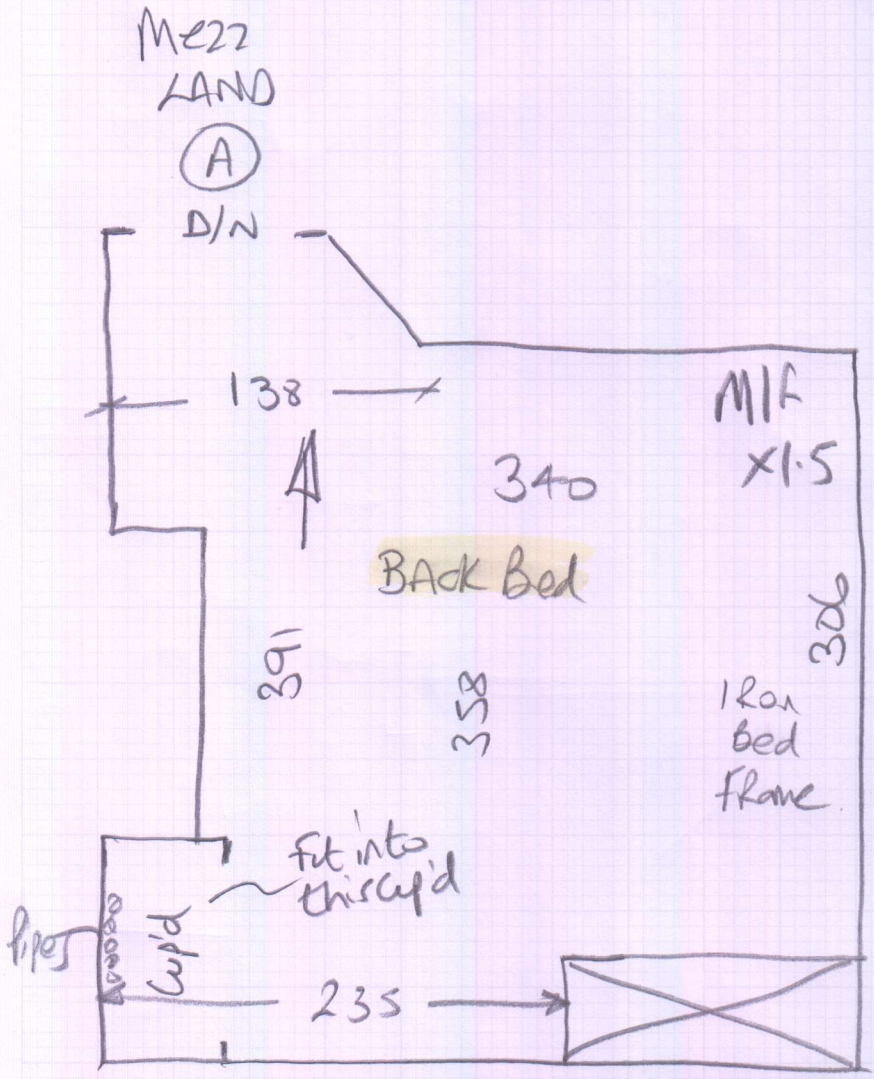 Mezz
LAND
A
D/N
138
M/F
x1.5
340
BACK Bed
306
391
358
IRON
Bed
FRAme
Fit into
this cup'd
Pipes
Cup'd
235